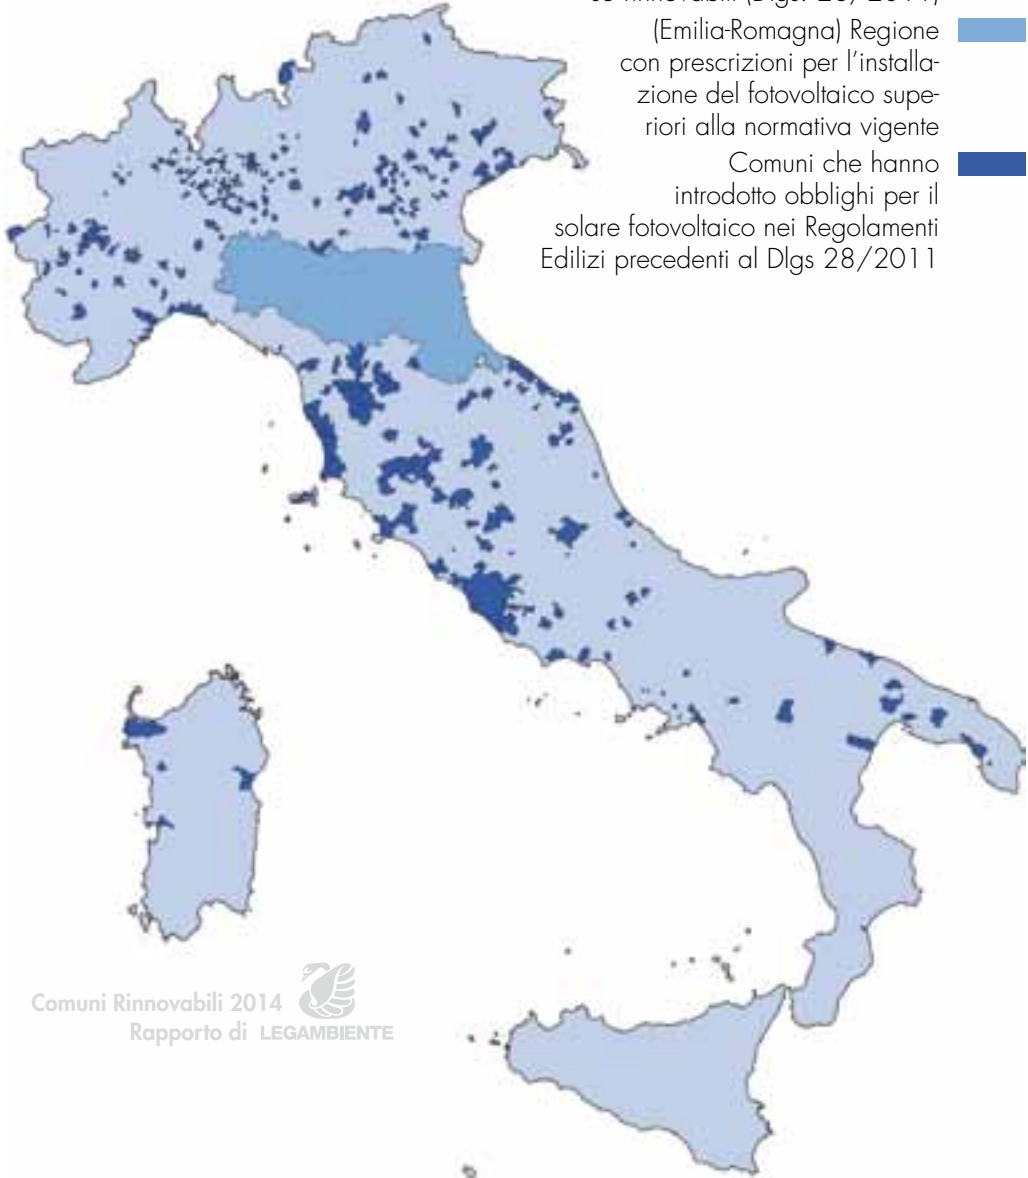 (Emilia-Romagna) Regione
con prescrizioni per l'installa-
zione del fotovoltaico supe-
riori alla normativa vigente
Comuni che hanno
introdotto obblighi per il
solare fotovoltaico nei Regolamenti
Edilizi precedenti al Dlgs 28/2011
Comuni Rinnovabili 2014
Rapporto di LEGAMBIENTE